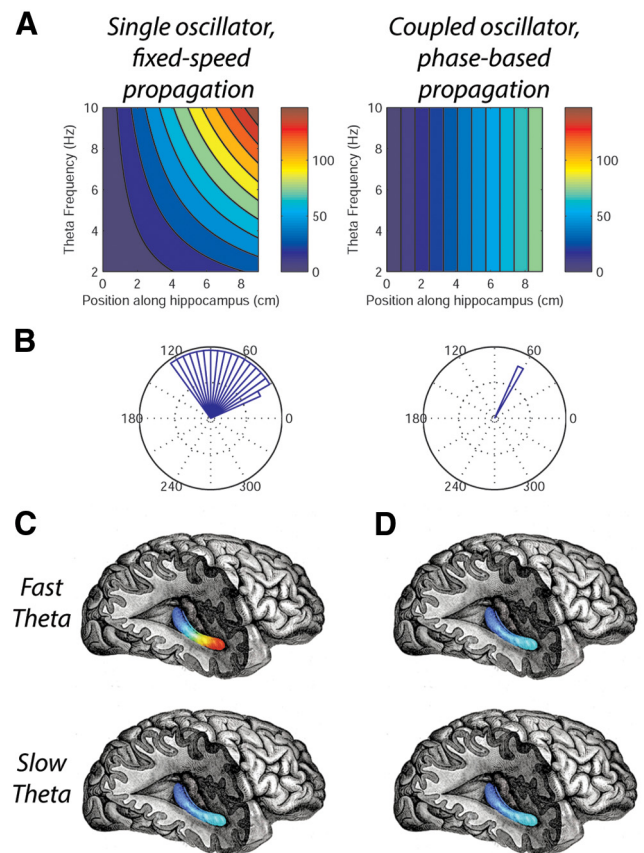 A
Single oscillator,
fixed-speed
propagation
Coupled oscillator,
phase-based
propagation
Theta Frequency (Hz)
10
8
6
4
2
0 2 4 6 8
Position along hippocampus (cm)
100
50
0
Theta Frequency (Hz)
10
8
6
4
2
0 2 4 6 8
Position along hippocampus (cm)
100
50
0
B
120 60
180 0
240 300
120 60
180 0
240 300
C
D
Fast
Theta
Slow
Theta